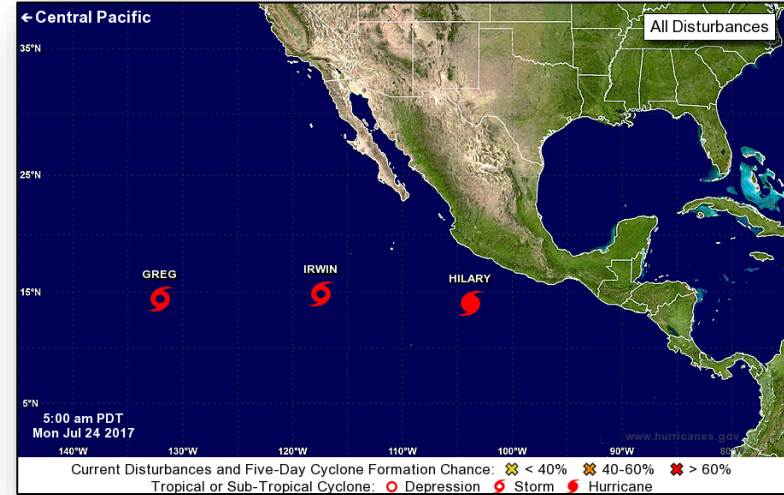 ← Central Pacific
All Disturbances
35°N
25°N
GREG
IRWIN
HILARY
15°N
5°N
5:00 am PDT
Mon Jul 24 2017
www.hurricanes.gov
140°W 130°W 120°W 110°W 100°W 90°W
Current Disturbances and Five-Day Cyclone Formation Chance: < 40% 40-60% > 60%
Tropical or Sub-Tropical Cyclone: Depression Storm Hurricane